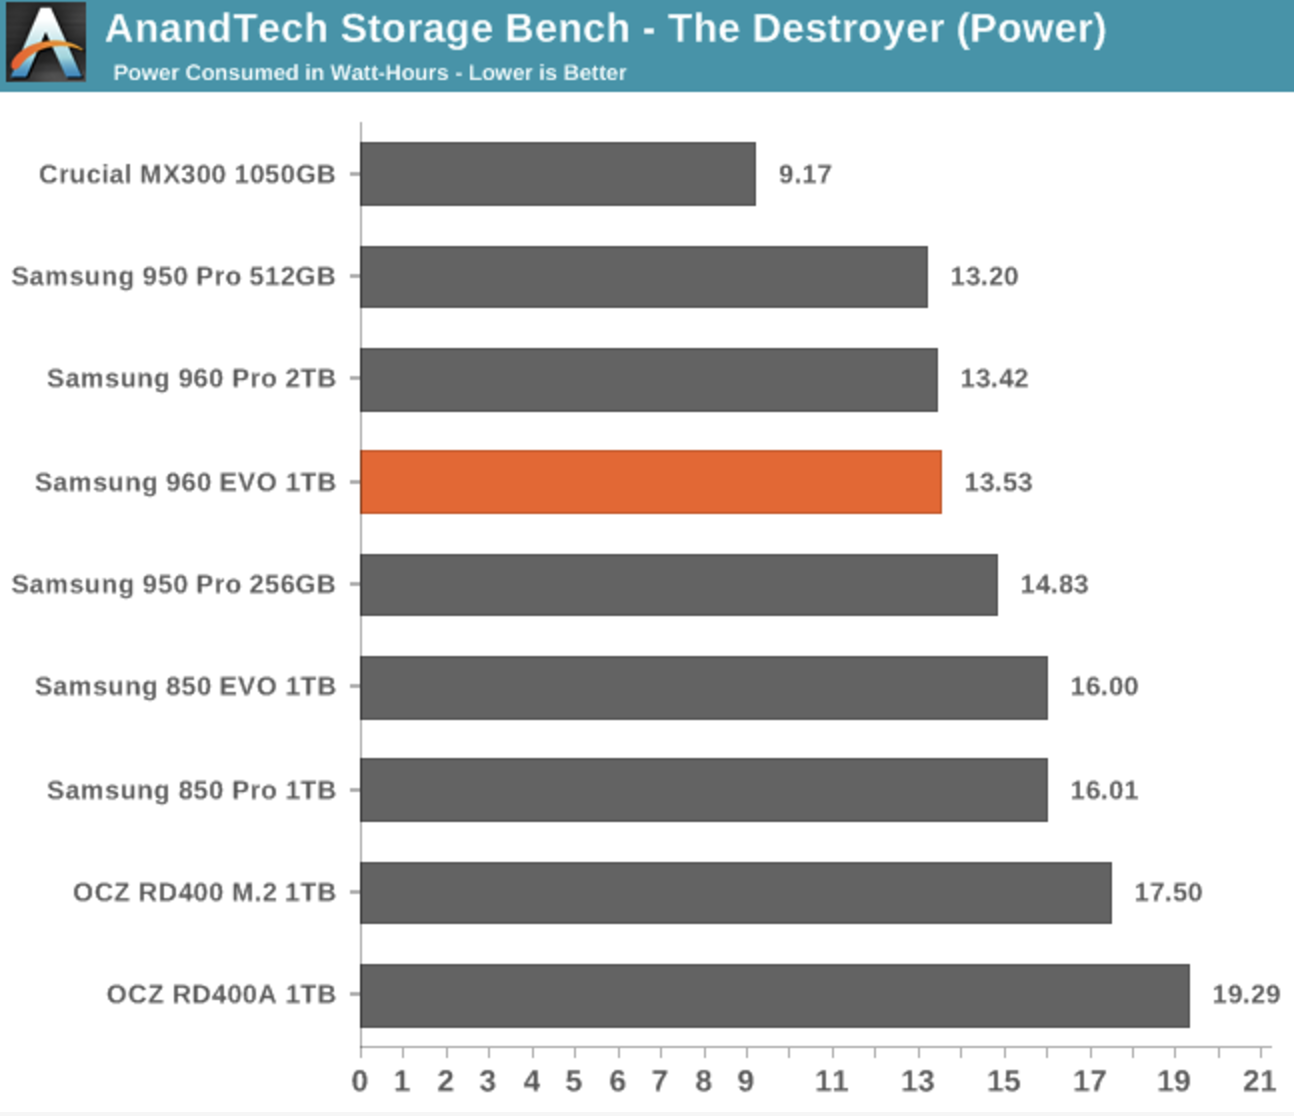 AnandTech Storage Bench - The Destroyer (Power)
Power Consumed in Watt-Hours - Lower is Better
Crucial MX300 1050GB 9.17
Samsung 950 Pro 512GB 13.20
Samsung 960 Pro 2TB 13.42
Samsung 960 EVO 1TB 13.53
Samsung 950 Pro 256GB 14.83
Samsung 850 EVO 1TB 16.00
Samsung 850 Pro 1TB 16.01
OCZ RD400 M.2 1TB 17.50
OCZ RD400A 1TB 19.29
0 1 2 3 4 5 6 7 8 9 11 13 15 17 19 21